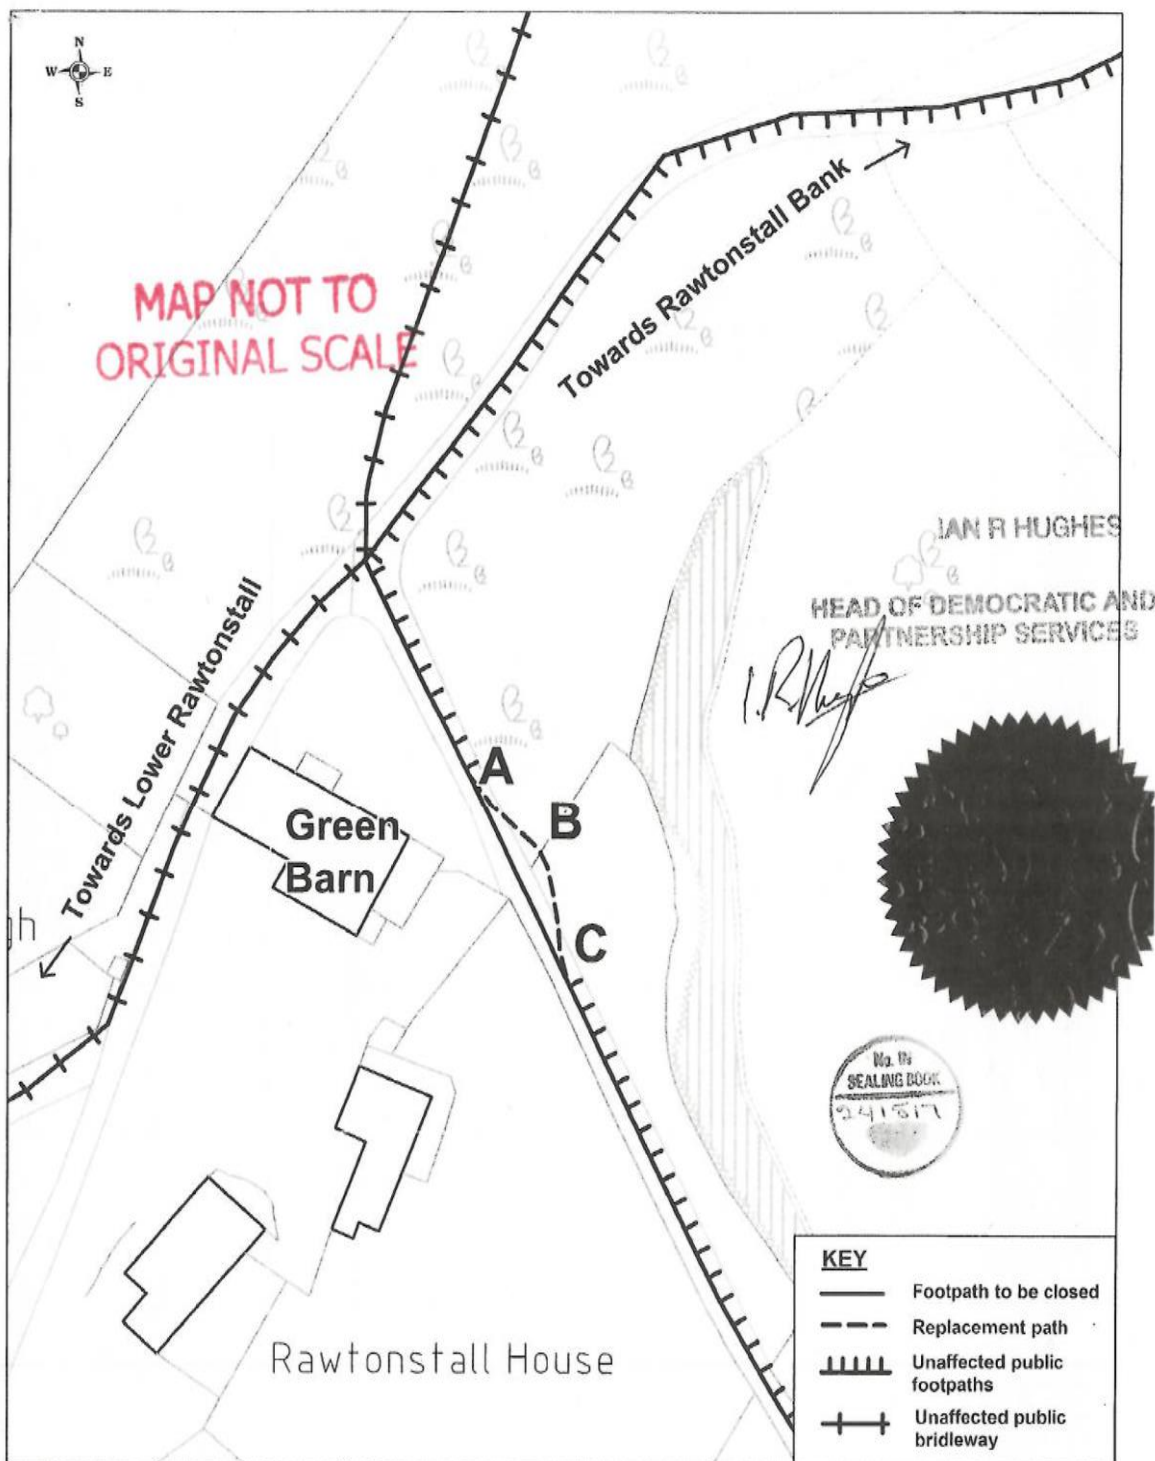 N
W E
S
MAP NOT TO
ORIGINAL SCALE
Towards Rawtonstall Bank
IAN R HUGHES
HEAD OF DEMOCRATIC AND
PARTNERSHIP SERVICES
Towards Lower Rawtonstall
A
B
Green
Barn
gh
C
No. IN
SEALING BOOK
Rawtonstall House
KEY
Footpath to be closed
Replacement path
Unaffected public
footpaths
Unaffected public
bridleway